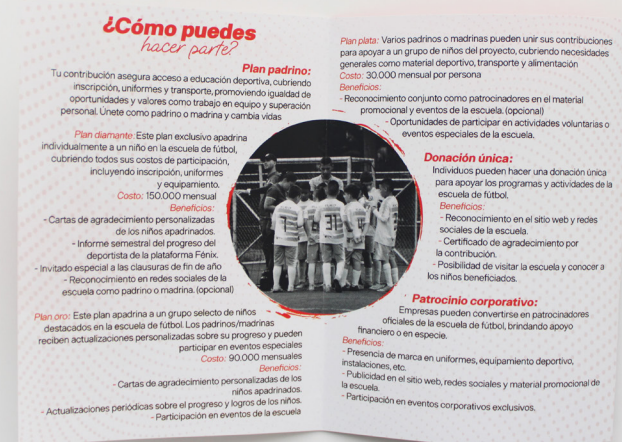 ¿Cómo puedes
hacer parte?
Plan padrino:
Tu contribución asegura acceso a educación deportiva, cubriendo
inscripción, uniformes y transporte, promoviendo igualdad de
oportunidades y valores como trabajo en equipo y superación
personal. Únete como padrino o madrina y cambia vidas
Plan diamante: Este plan exclusivo apadrina
individualmente a un niño en la escuela de fútbol,
cubriendo todo sus costos de participación,
incluyendo inscripción, uniformes
y equipamiento.
Costo: 150.000 mensual
Beneficios:
- Cartas de agradecimiento personalizadas
de los niños apadrinados.
- Informe semestral del progreso del
deportista de la plataforma Fénix.
- Invitado especial a las clausuras de fin de año
- Reconocimiento en redes sociales de la
escuela como padrino o madrina. (opcional)
Plan oro: Este plan apadrina a un grupo selecto de niños
destacados en la escuela de fútbol. Los padrinos/madrinas
reciben actualizaciones personalizadas sobre su progreso y pueden
participar en eventos especiales
Costo: 90.000 mensuales
Beneficios:
- Cartas de agradecimiento personalizadas de los
niños apadrinados.
- Actualizaciones periódicas sobre el progreso y logros de los niños.
- Participación en eventos de la escuela
Plan plata: Varios padrinos o madrinas pueden unir sus contribuciones
para apoyar a un grupo de niños del proyecto, cubriendo necesidades
generales como material deportivo, transporte y alimentación
Costo: 30.000 mensual por persona
Beneficios:
- Reconocimiento conjunto como patrocinadores en el material
promocional y eventos de la escuela. (opcional)
- Oportunidades de participar en actividades voluntarias o
eventos especiales de la escuela.
Donación única:
Individuos pueden hacer una donación única
para apoyar los programas y actividades de la
escuela de fútbol.
Beneficios:
- Reconocimiento en el sitio web y redes
sociales de la escuela.
- Certificado de agradecimiento por
la contribución.
- Posibilidad de visitar la escuela y conocer a
los niños beneficiados.
Patrocinio corporativo:
Empresas pueden convertirse en patrocinadores
oficiales de la escuela de fútbol, brindando apoyo
financiero o en especie.
Beneficios:
- Presencia de marca en uniformes, equipamiento deportivo,
instalaciones, etc.
- Publicidad en el sitio web, redes sociales y material promocional de
la escuela.
- Participación en eventos corporativos exclusivos.